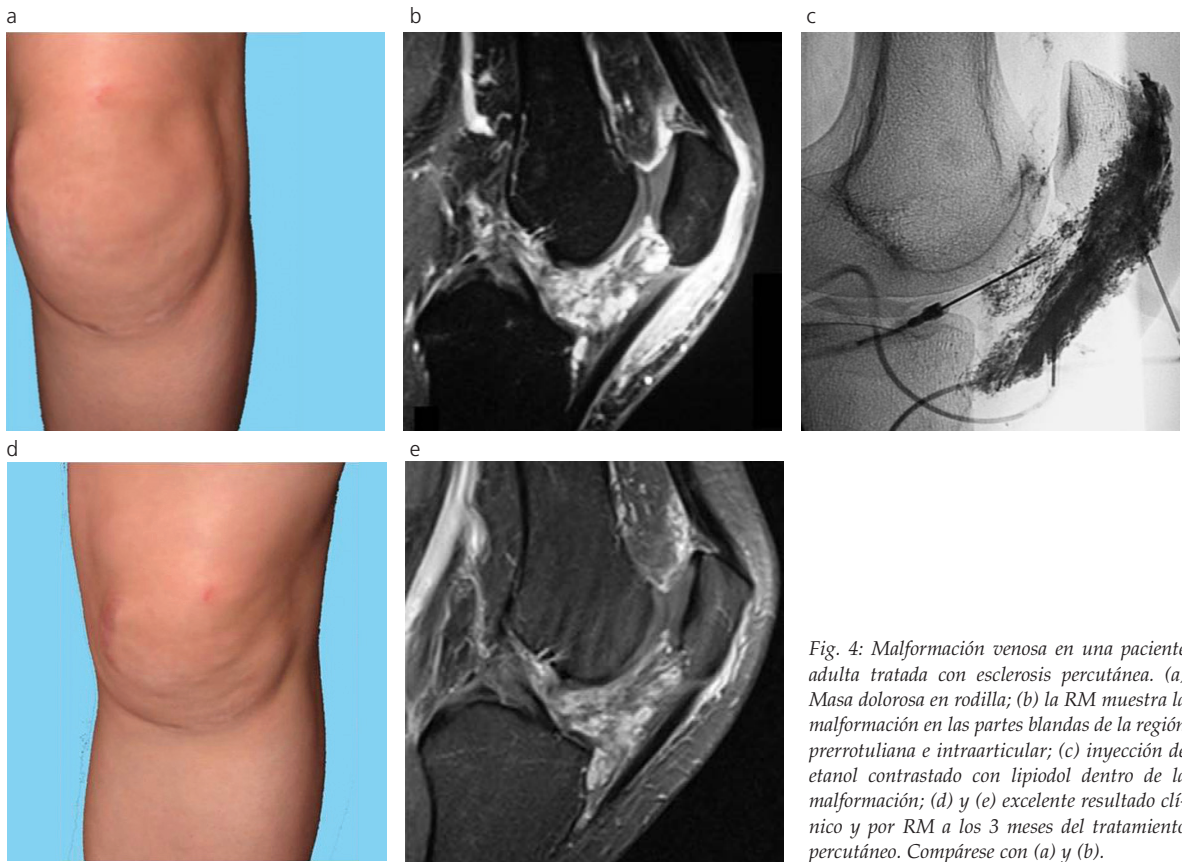 a
b
c
d
e
Fig. 4: Malformación venosa en una paciente
adulta tratada con esclerosis percutánea. (a)
Masa dolorosa en rodilla; (b) la RM muestra la
malformación en las partes blandas de la región
prerrotuliana e intraarticular; (c) inyección de
etanol contrastado con lipiodol dentro de la
malformación; (d) y (e) excelente resultado clí-
nico y por RM a los 3 meses del tratamiento
percutáneo. Compárese con (a) y (b).